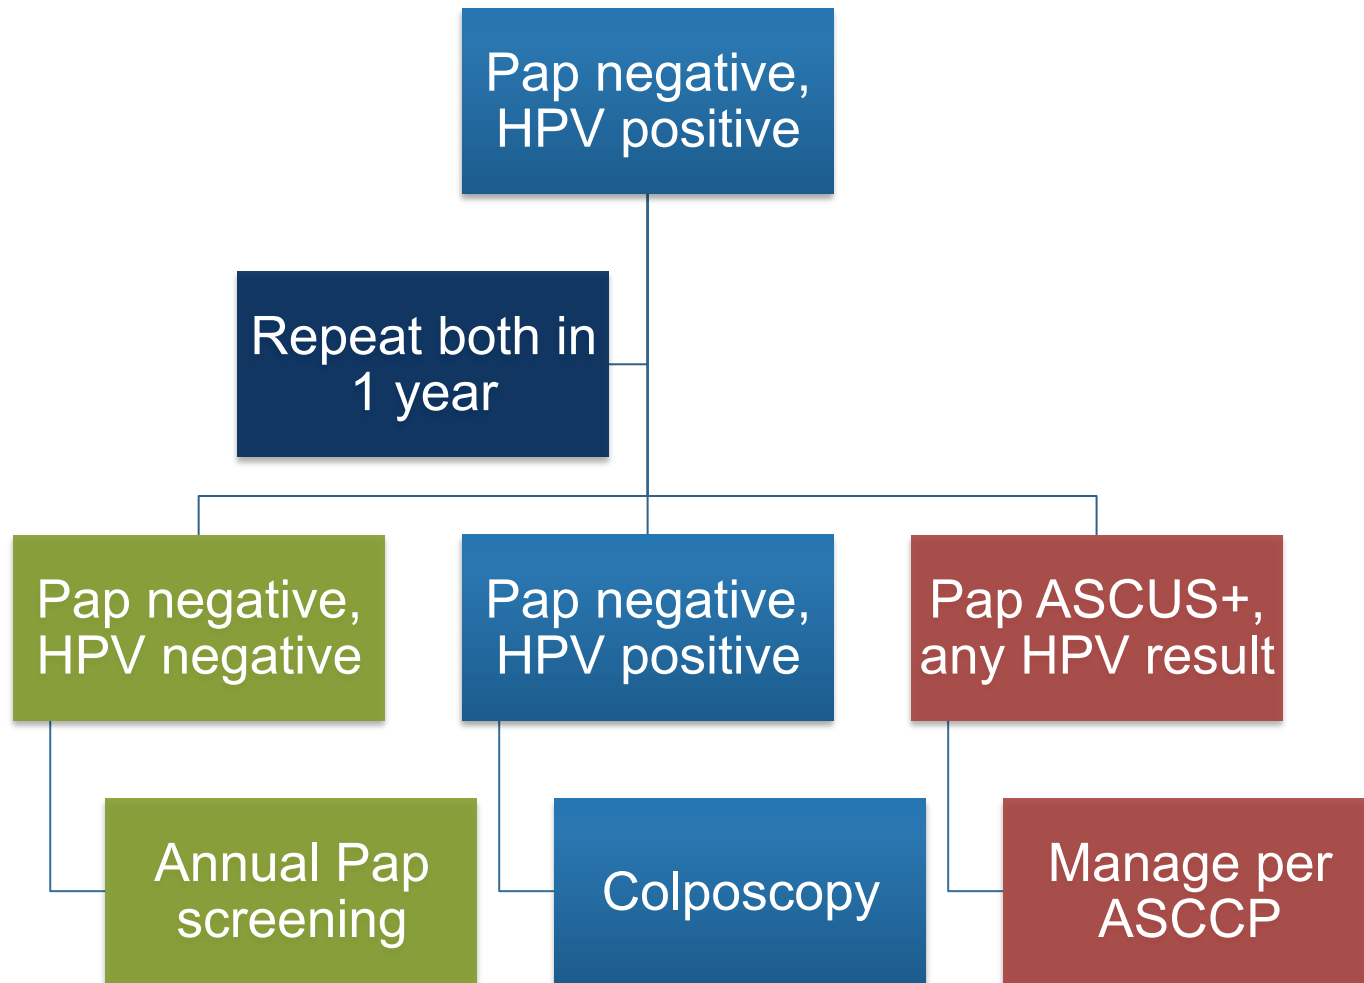 Pap negative,
HPV positive
Repeat both in
1 year
Pap negative,
HPV negative
Pap negative,
HPV positive
Pap ASCUS+,
any HPV result
Annual Pap
screening
Colposcopy
Manage per
ASCCP